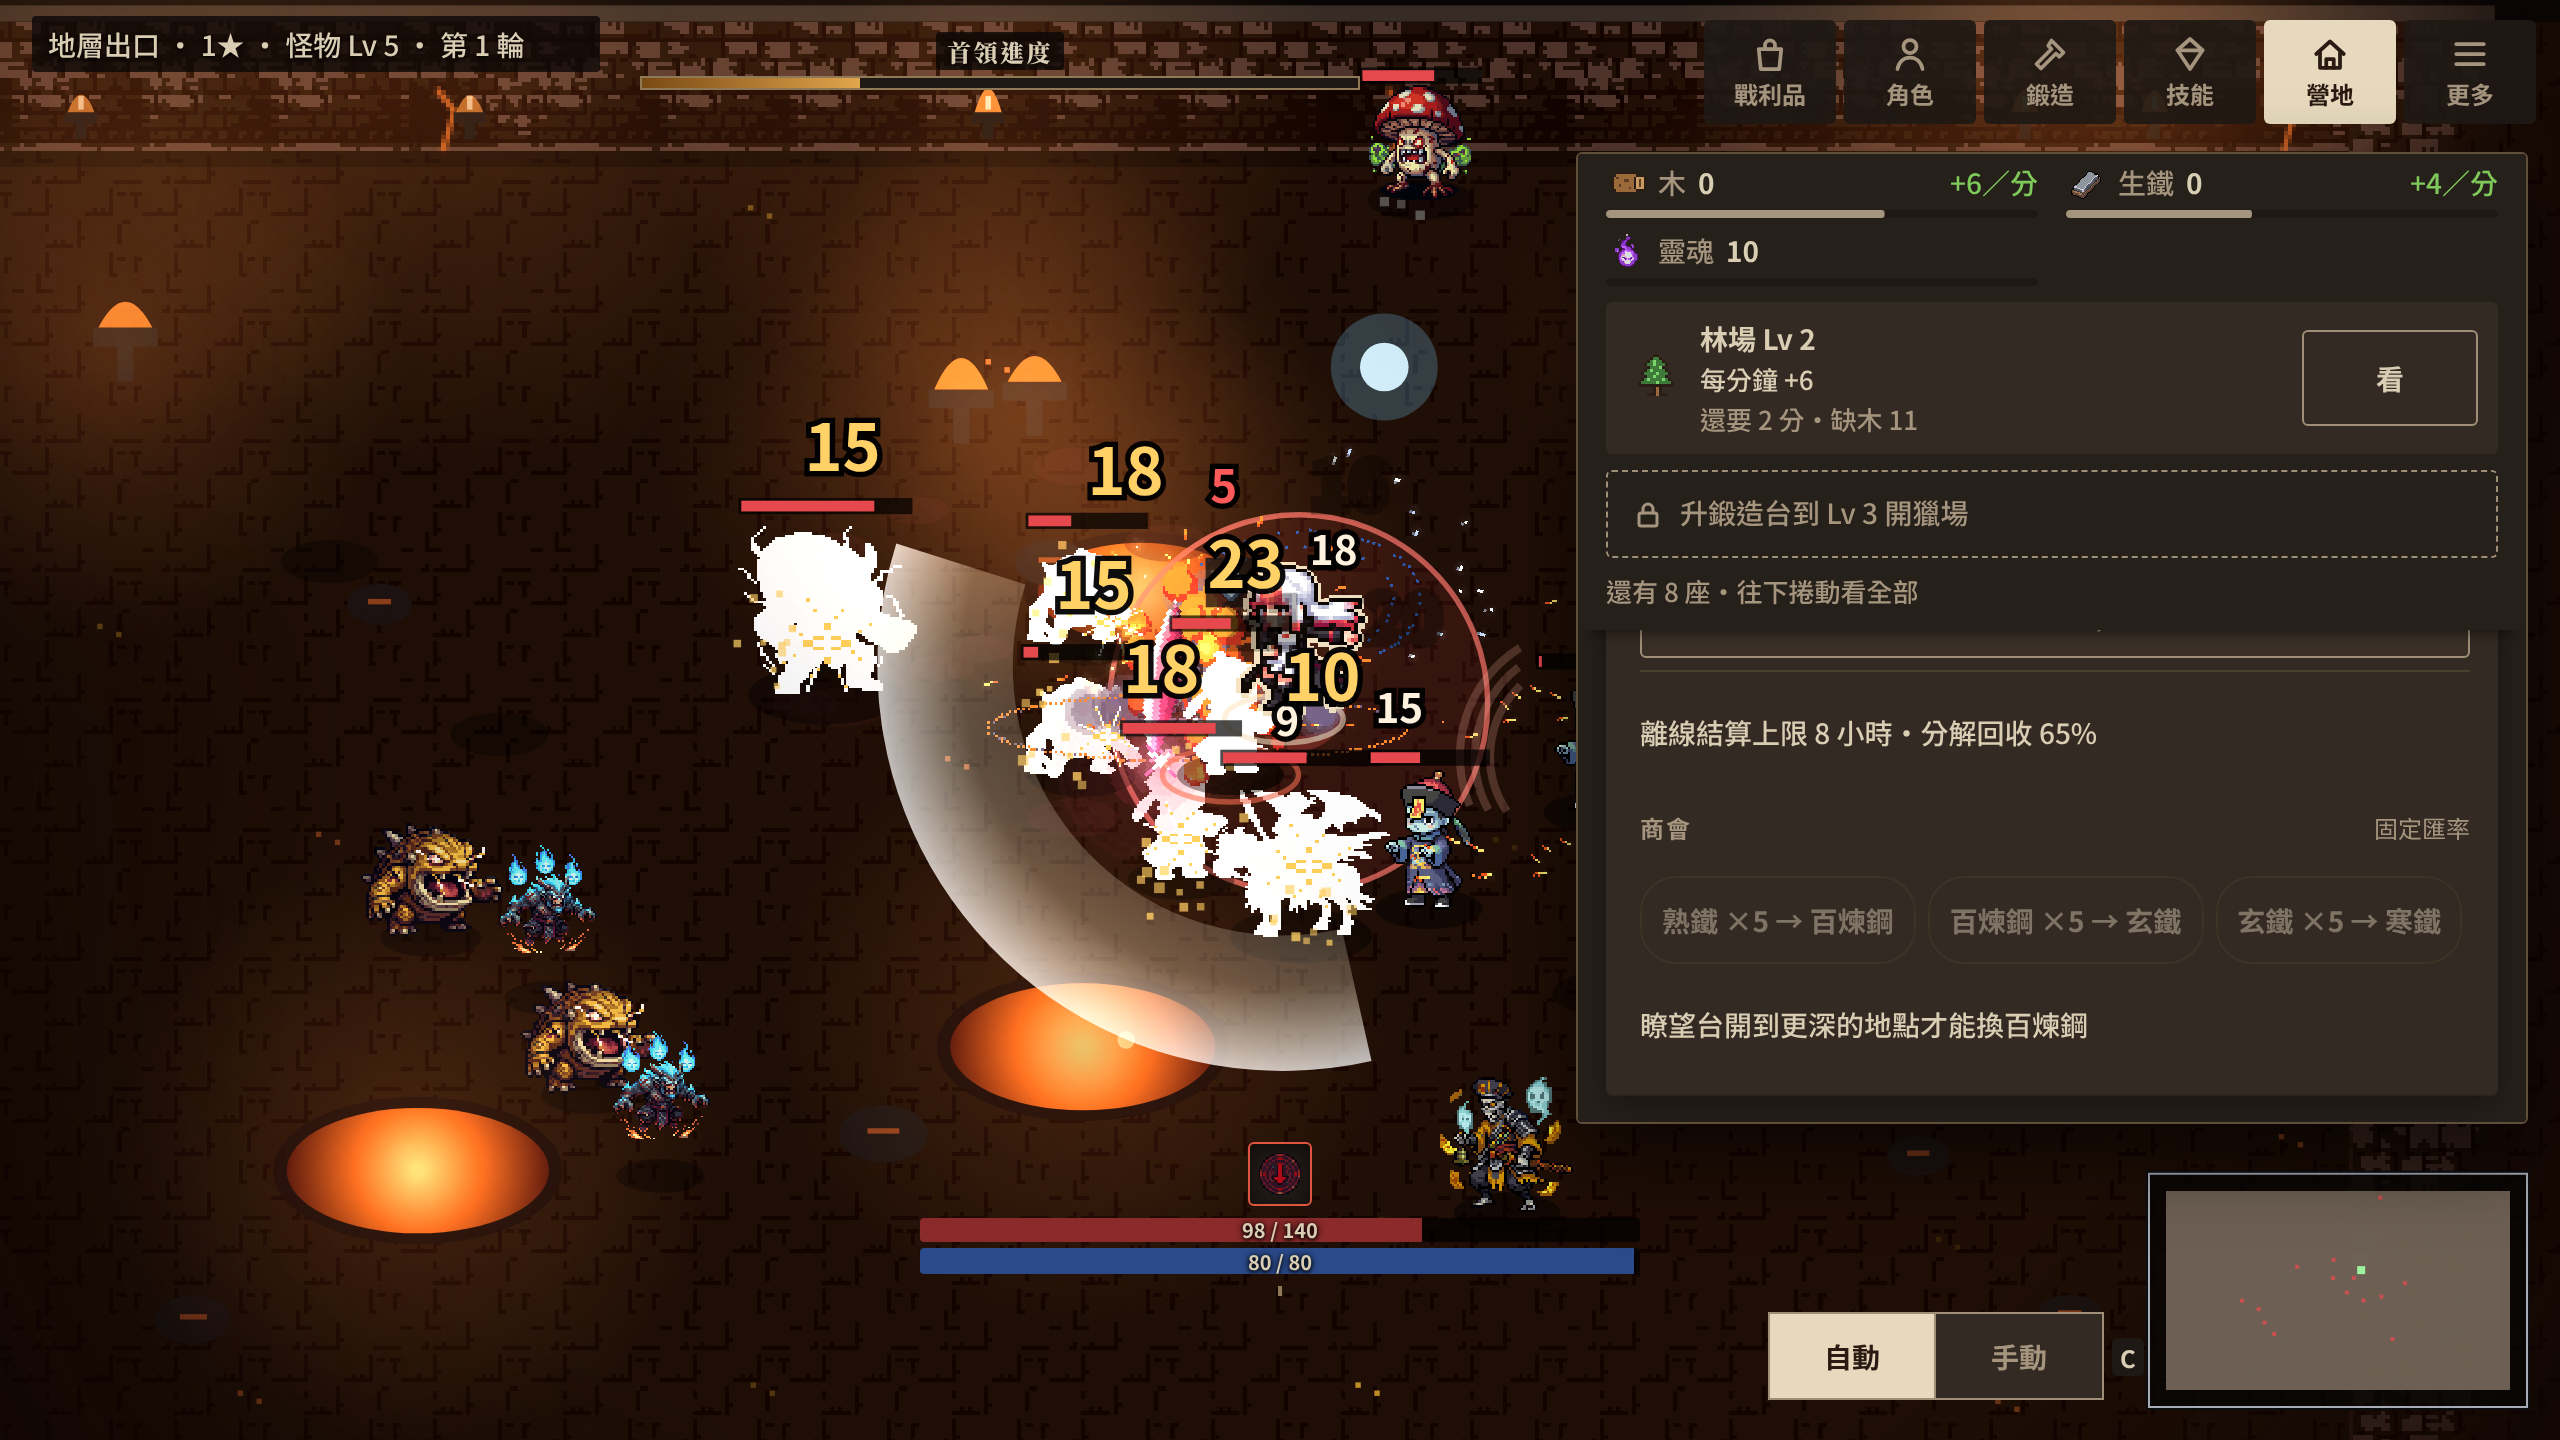 地層出口 · 1★ · 怪物 Lv 5 · 第 1 輪
首領進度
戰利品
角色
鍛造
技能
營地
更多
木 0 +6／分
生鐵 0 +4／分
靈魂 10
林場 Lv 2
每分鐘 +6
還要 2 分・缺木 11
看
升鍛造台到 Lv 3 開獵場
還有 8 座・往下捲動看全部
離線結算上限 8 小時・分解回收 65%
商會 固定匯率
熟鐵 ×5 → 百煉鋼
百煉鋼 ×5 → 玄鐵
玄鐵 ×5 → 寒鐵
瞭望台開到更深的地點才能換百煉鋼
15
18
5
15
23
18
18
10
9
15
98 / 140
80 / 80
自動
手動
C